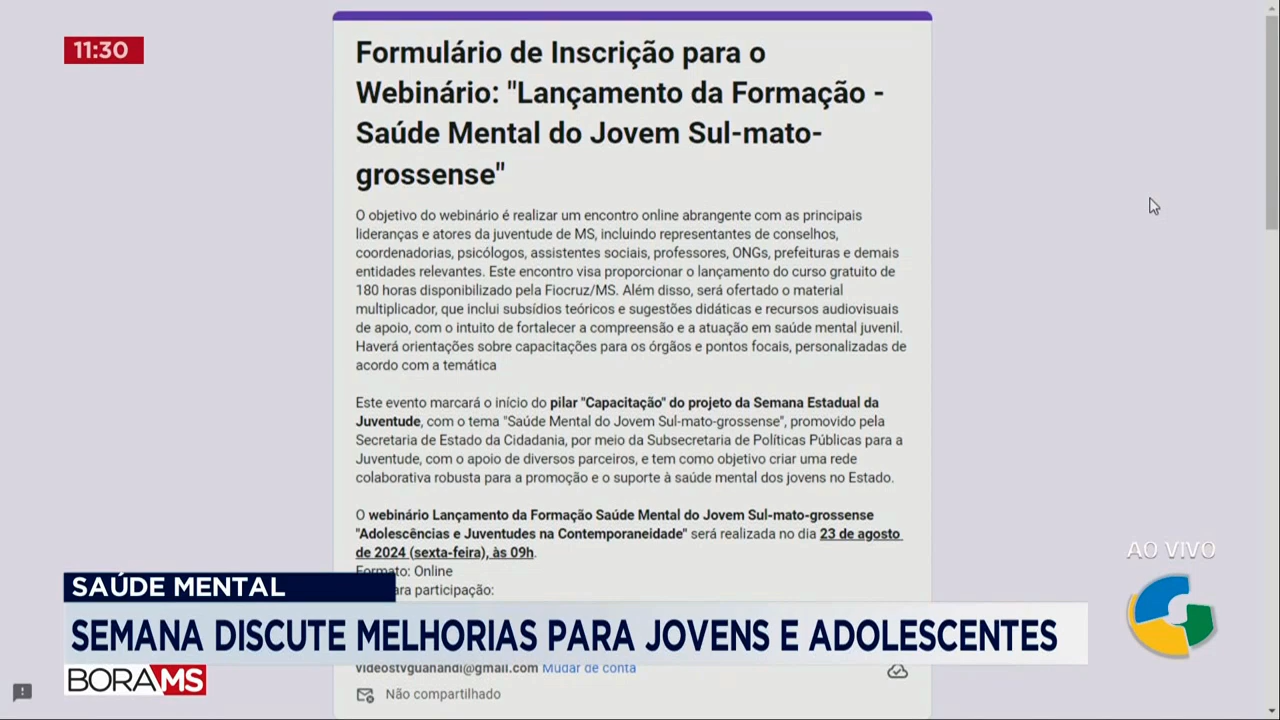 11:30
Formulário de Inscrição para o
Webinário: "Lançamento da Formação -
Saúde Mental do Jovem Sul-mato-
grossense"
O objetivo do webinário é realizar um encontro online abrangente com as principais
lideranças e atores da juventude de MS, incluindo representantes de conselhos,
coordenadorias, psicólogos, assistentes sociais, professores, ONGs, prefeituras e demais
entidades relevantes. Este encontro visa proporcionar o lançamento do curso gratuito de
180 horas disponibilizado pela Fiocruz/MS. Além disso, será ofertado o material
multiplicador, que inclui subsídios teóricos e sugestões didáticas e recursos audiovisuais
de apoio, com o intuito de fortalecer a compreensão e a atuação em saúde mental juvenil.
Haverá orientações sobre capacitações para os órgãos e pontos focais, personalizadas de
acordo com a temática
Este evento marcará o início do pilar "Capacitação" do projeto da Semana Estadual da
Juventude, com o tema "Saúde Mental do Jovem Sul-mato-grossense", promovido pela
Secretaria de Estado da Cidadania, por meio da Subsecretaria de Políticas Públicas para a
Juventude, com o apoio de diversos parceiros, e tem como objetivo criar uma rede
colaborativa robusta para a promoção e o suporte à saúde mental dos jovens no Estado.
O webinário Lançamento da Formação Saúde Mental do Jovem Sul-mato-grossense
"Adolescências e Juventudes na Contemporaneidade" será realizada no dia 23 de agosto
de 2024 (sexta-feira), às 09h.
Formato: Online
para participação:
AO VIVO
SAÚDE MENTAL
SEMANA DISCUTE MELHORIAS PARA JOVENS E ADOLESCENTES
videostvguanandi@gmail.com Mudar de conta
BORA MS
Não compartilhado